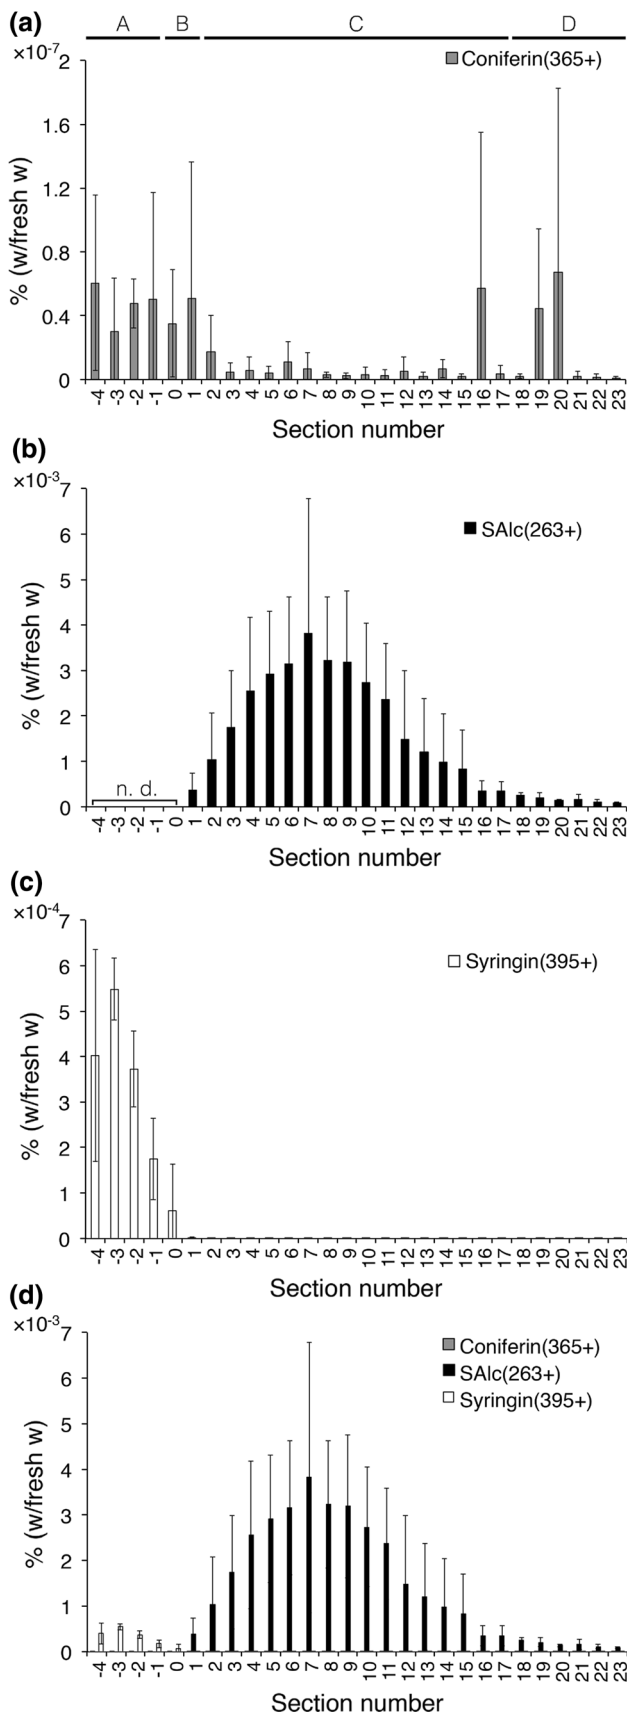 (a)
A B C D
×10-7
Coniferin(365+)
2
1.6
1.2
0.8
0.4
0
% (w/fresh w)
-4 -3 -2 -1 0 1 2 3 4 5 6 7 8 9 10 11 12 13 14 15 16 17 18 19 20 21 22 23
Section number
(b)
×10-3
7
6
5
4
3
2
1
0
% (w/fresh w)
SAlc(263+)
n. d.
-4 -3 -2 -1 0 1 2 3 4 5 6 7 8 9 10 11 12 13 14 15 16 17 18 19 20 21 22 23
Section number
(c)
×10-4
7
6
5
4
3
2
1
0
% (w/fresh w)
Syringin(395+)
-4 -3 -2 -1 0 1 2 3 4 5 6 7 8 9 10 11 12 13 14 15 16 17 18 19 20 21 22 23
Section number
(d)
×10-3
7
6
5
4
3
2
1
0
% (w/fresh w)
Coniferin(365+)
SAlc(263+)
Syringin(395+)
-4 -3 -2 -1 0 1 2 3 4 5 6 7 8 9 10 11 12 13 14 15 16 17 18 19 20 21 22 23
Section number